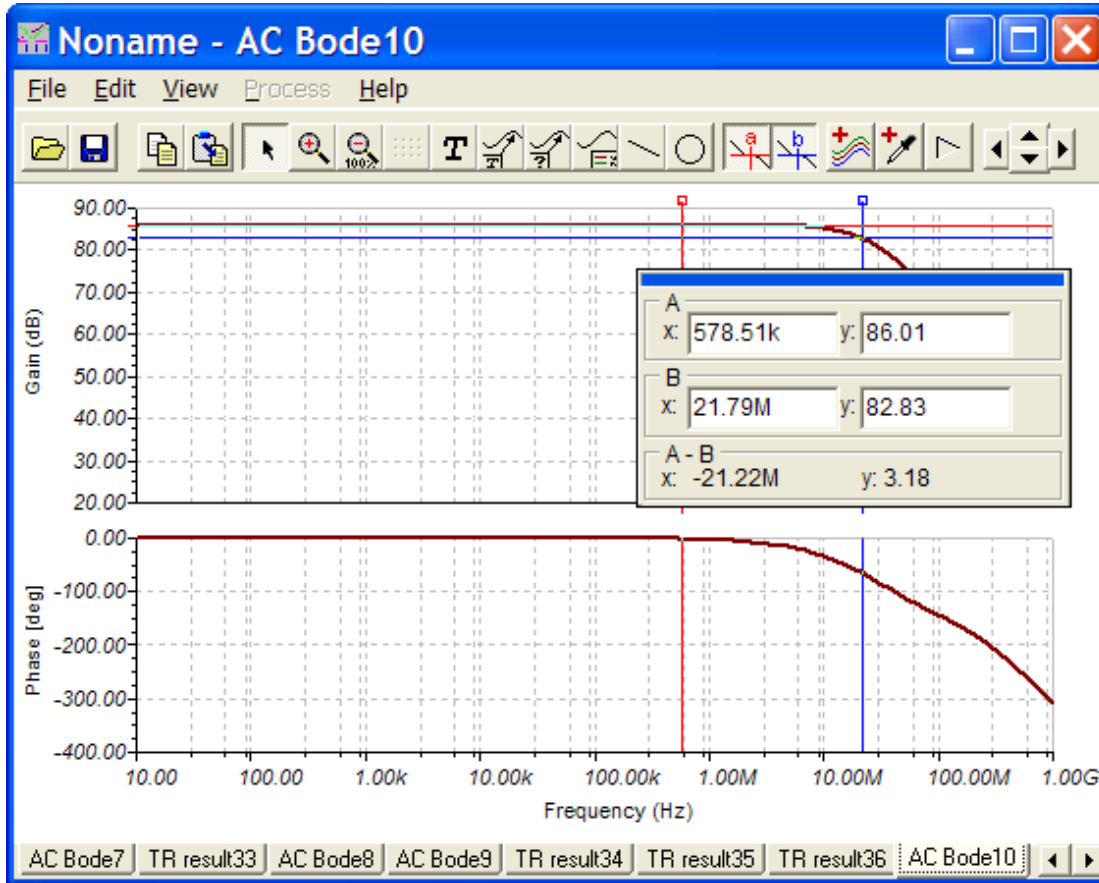 Noname - AC Bode10
File Edit View Process Help
100% T T ? x a b
90.00
80.00
70.00
60.00
50.00
40.00
30.00
20.00
Gain (dB)
A
x: 578.51k y: 86.01
B
x: 21.79M y: 82.83
A - B
x: -21.22M y: 3.18
0.00
-100.00
-200.00
-300.00
-400.00
Phase [deg]
10.00 100.00 1.00k 10.00k 100.00k 1.00M 10.00M 100.00M 1.00G
Frequency (Hz)
AC Bode7 TR result33 AC Bode8 AC Bode9 TR result34 TR result35 TR result36 AC Bode10